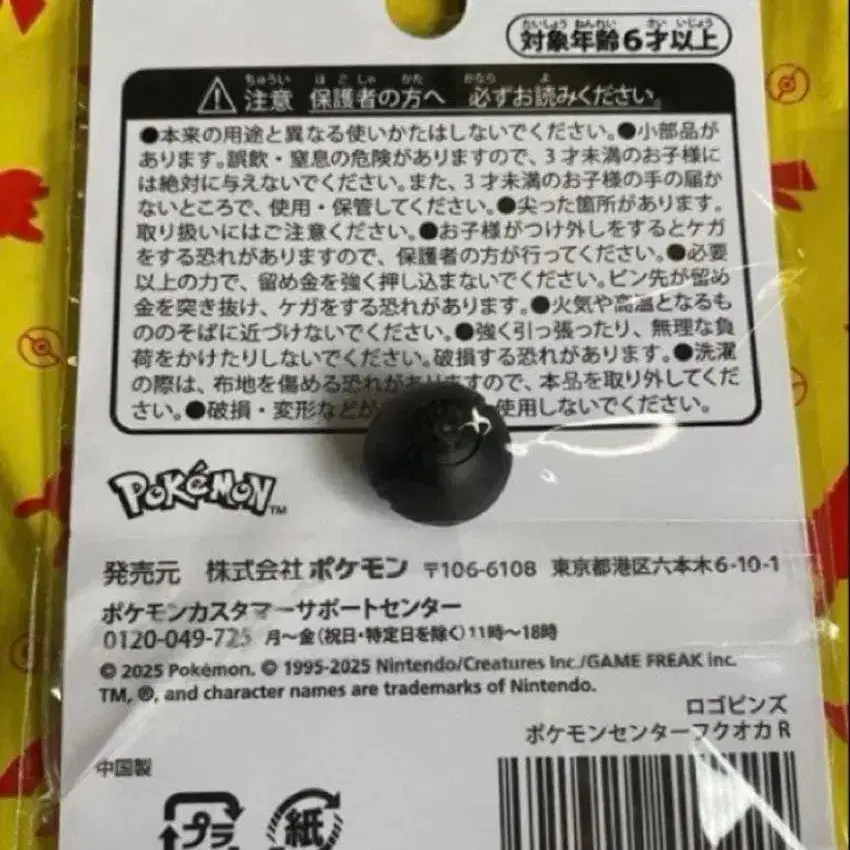 対象年齢6才以上
注意 保護者の方へ 必ずお読みください。
●本来の用途と異なる使いかたはしないでください。●小部品が
あります。誤飲・窒息の危険がありますので、3才未満のお子様に
は絶対に与えないでください。また、3才未満のお子様の手の届か
ないところで、使用・保管してください。●尖った箇所があります。
取り扱いにはご注意ください。●お子様がつけ外しをするとケガ
をする恐れがありますので、保護者の方が行ってください。●必要
以上の力で、留め金を強く押し込まないでください。ピン先が留め
金を突き抜け、ケガをする恐れがあります。●火気や高温となるも
ののそばに近づけないでください。●強く引っ張ったり、無理な負
荷をかけたりしないでください。破損する恐れがあります。●洗濯
の際は、布地を傷める恐れがありますので、本品を取り外してくだ
さい。●破損・変形などが 使用しないでください。
POKéMON TM
発売元 株式会社 ポケモン 〒106-6108 東京都港区六本木6-10-1
ポケモンカスタマーサポートセンター
0120-049-725 月～金(祝日・特定日を除く)11時～18時
© 2025 Pokémon. © 1995-2025 Nintendo/Creatures Inc./GAME FREAK inc.
TM, ®, and character names are trademarks of Nintendo.
ロゴピンズ
ポケモンセンターフクオカ R
中国製
プラ
紙